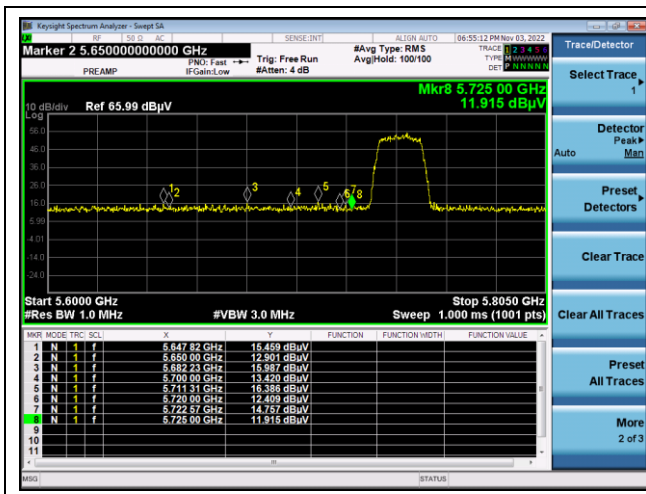 Keysight Spectrum Analyzer - Swept SA
RF 50 Ω AC SENSE:INT ALIGN AUTO 06:55:12 PM Nov 03, 2022
Marker 2 5.650000000000 GHz
PREAMP
PNO: Fast
IFGain:Low
Trig: Free Run
#Atten: 4 dB
#Avg Type: RMS
Avg|Hold: 100/100
TRACE 1 2 3 4 5 6
TYPE M W W W W W
DET P N N N N N
Mkr8 5.725 00 GHz
11.915 dBµV
10 dB/div Ref 65.99 dBµV
Log
56.0
46.0
36.0
26.0
16.0
5.99
-4.01
-14.0
-24.0
1 2 3 4 5 6 7 8
Start 5.6000 GHz Stop 5.8050 GHz
#Res BW 1.0 MHz #VBW 3.0 MHz Sweep 1.000 ms (1001 pts)
MKR MODE TRC SCL X Y FUNCTION FUNCTION WIDTH FUNCTION VALUE
1 N 1 f 5.647 82 GHz 15.459 dBµV
2 N 1 f 5.650 00 GHz 12.901 dBµV
3 N 1 f 5.682 23 GHz 15.987 dBµV
4 N 1 f 5.700 00 GHz 13.420 dBµV
5 N 1 f 5.711 31 GHz 16.386 dBµV
6 N 1 f 5.720 00 GHz 12.409 dBµV
7 N 1 f 5.722 57 GHz 14.757 dBµV
8 N 1 f 5.725 00 GHz 11.915 dBµV
9
10
11
MSG STATUS
Trace/Detector
Select Trace
1
Detector
Peak
Auto Man
Preset
Detectors
Clear Trace
Clear All Traces
Preset
All Traces
More
2 of 3